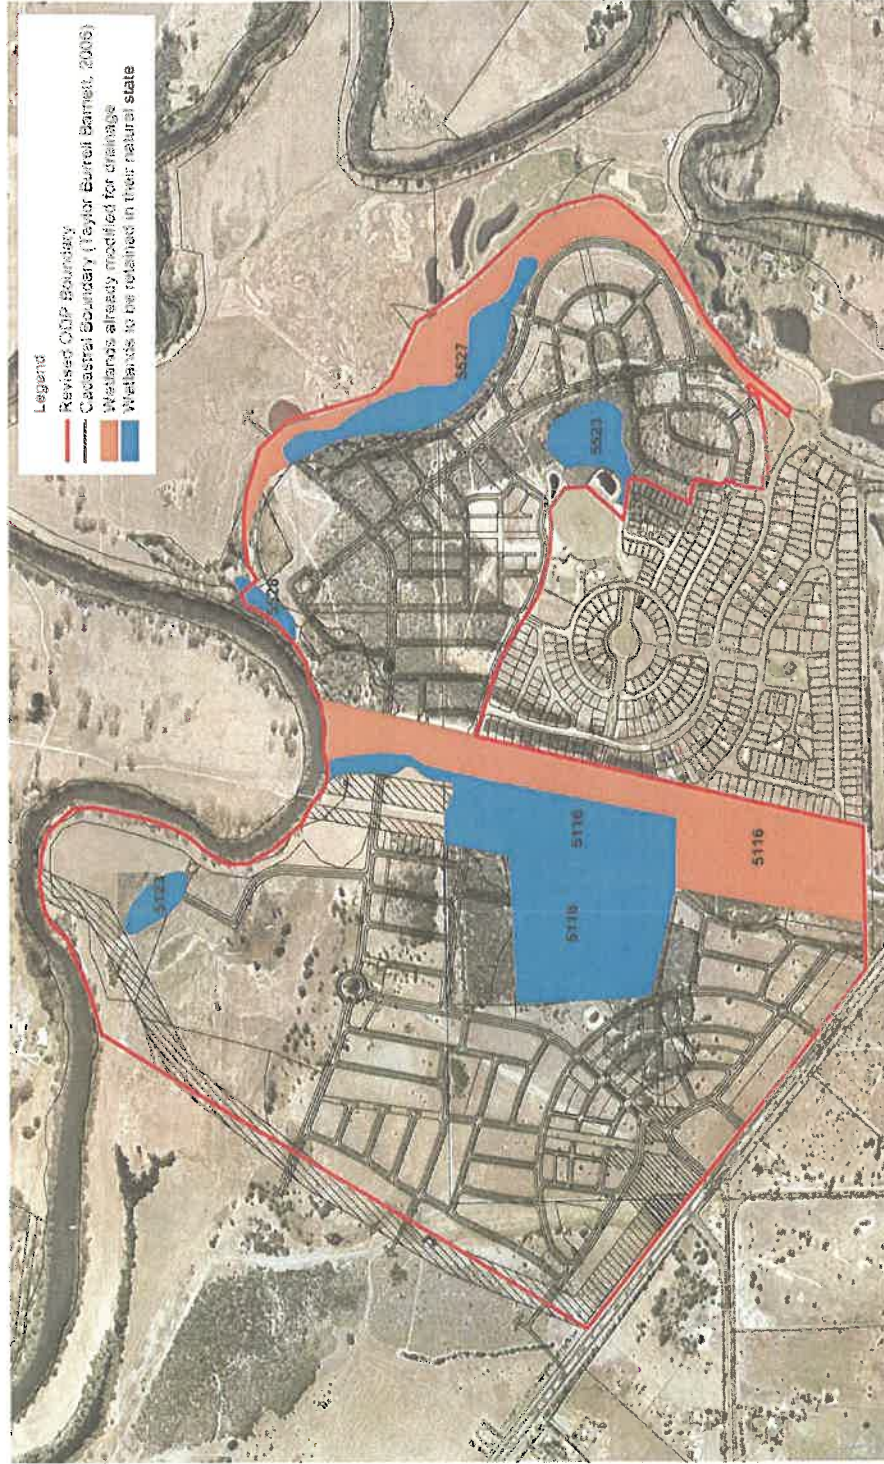 Legend
Revised ODP Boundary
Cadastral Boundary (Taylor Burrell Barnett, 2006)
Wetlands already modified for drainage
Wetlands to be retained in their natural state
5527
5523
5526
5116
5116
5116